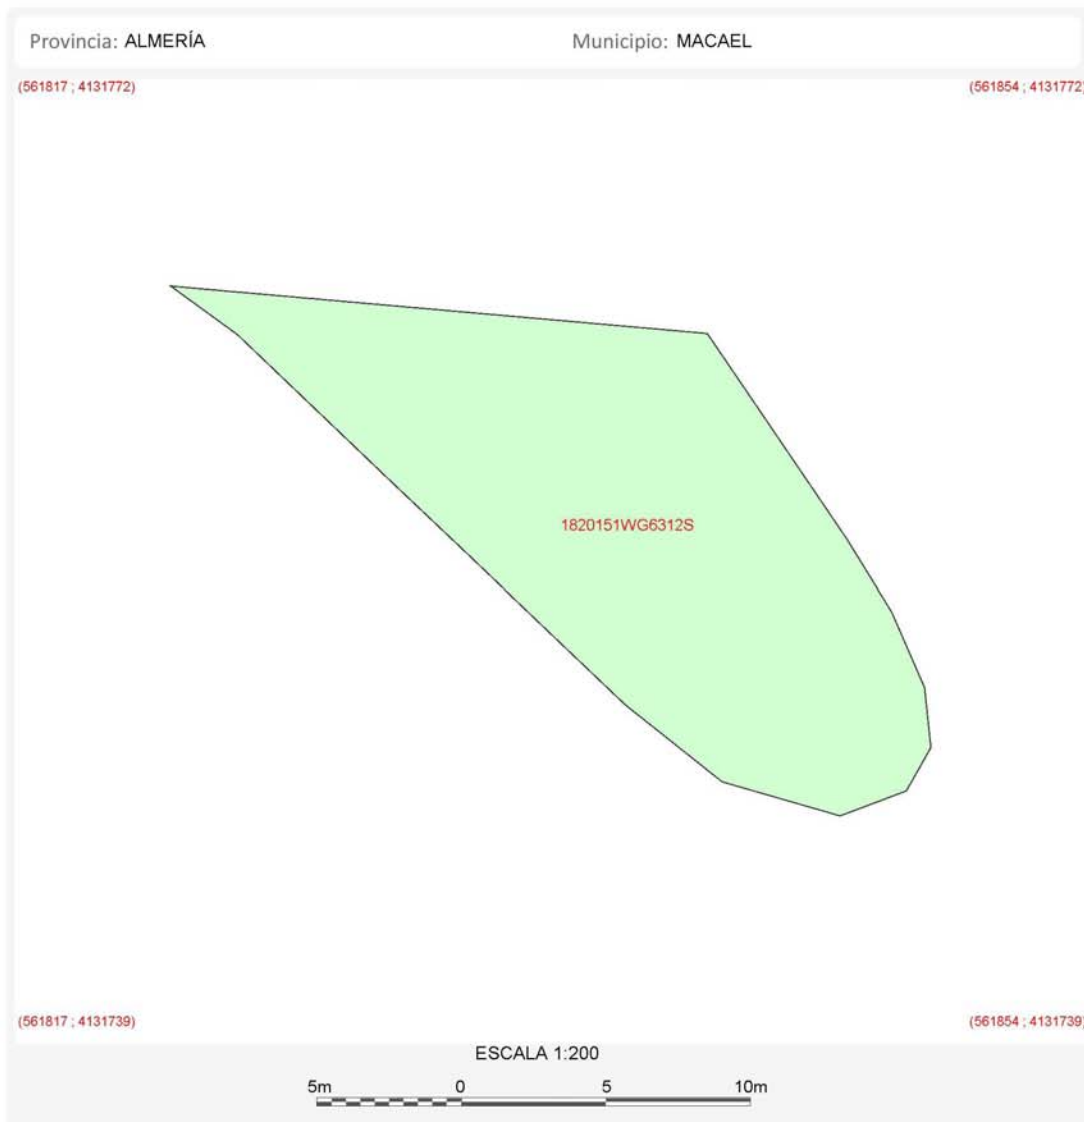 Provincia: ALMERÍA Municipio: MACAEL
(561817 ; 4131772) (561854 ; 4131772)
1820151WG6312S
(561817 ; 4131739) (561854 ; 4131739)
ESCALA 1:200
5m 0 5 10m